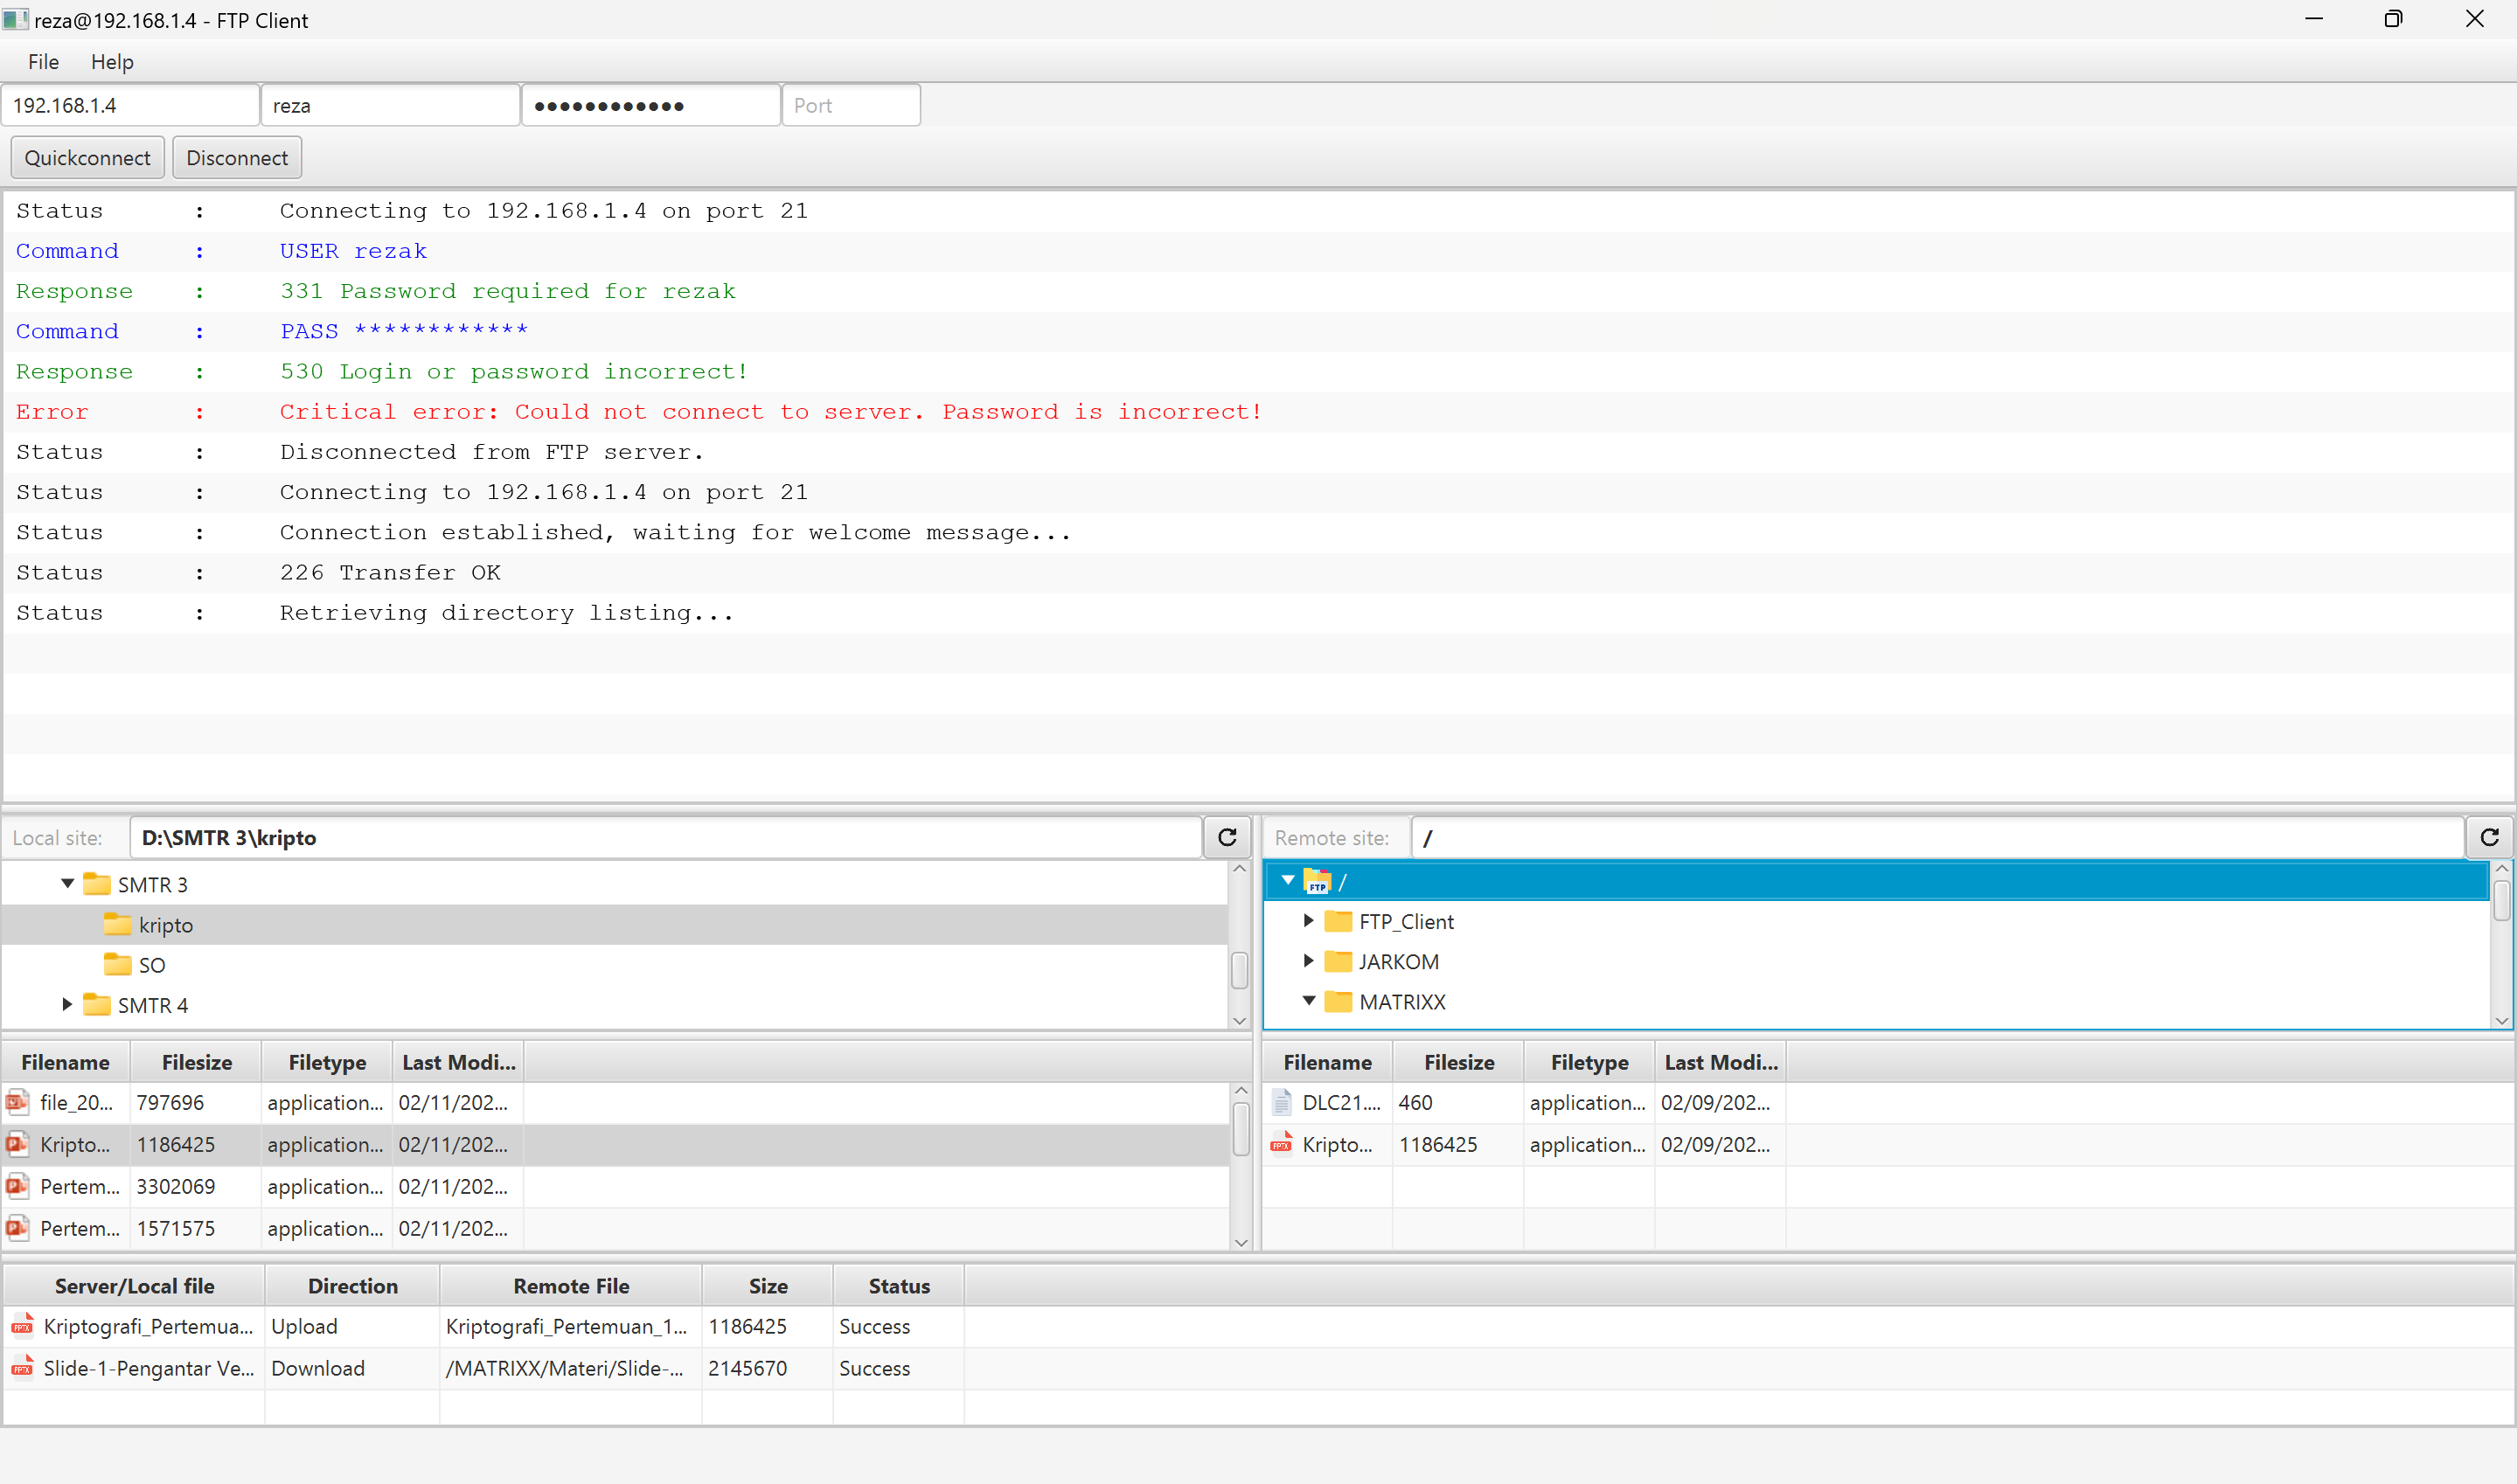 reza@192.168.1.4 - FTP Client
File Help
192.168.1.4 reza ●●●●●●●●●●●● Port
Quickconnect Disconnect
Status : Connecting to 192.168.1.4 on port 21
Command : USER rezak
Response : 331 Password required for rezak
Command : PASS ************
Response : 530 Login or password incorrect!
Error : Critical error: Could not connect to server. Password is incorrect!
Status : Disconnected from FTP server.
Status : Connecting to 192.168.1.4 on port 21
Status : Connection established, waiting for welcome message...
Status : 226 Transfer OK
Status : Retrieving directory listing...
Local site: D:\SMTR 3\kripto
SMTR 3
kripto
SO
SMTR 4
Filename Filesize Filetype Last Modi...
file_20... 797696 application... 02/11/202...
Kripto... 1186425 application... 02/11/202...
Pertem... 3302069 application... 02/11/202...
Pertem... 1571575 application... 02/11/202...
Remote site: /
FTP /
FTP_Client
JARKOM
MATRIXX
Filename Filesize Filetype Last Modi...
DLC21.... 460 application... 02/09/202...
PPTX Kripto... 1186425 application... 02/09/202...
Server/Local file Direction Remote File Size Status
PPTX Kriptografi_Pertemua... Upload Kriptografi_Pertemuan_1... 1186425 Success
PPTX Slide-1-Pengantar Ve... Download /MATRIXX/Materi/Slide-... 2145670 Success